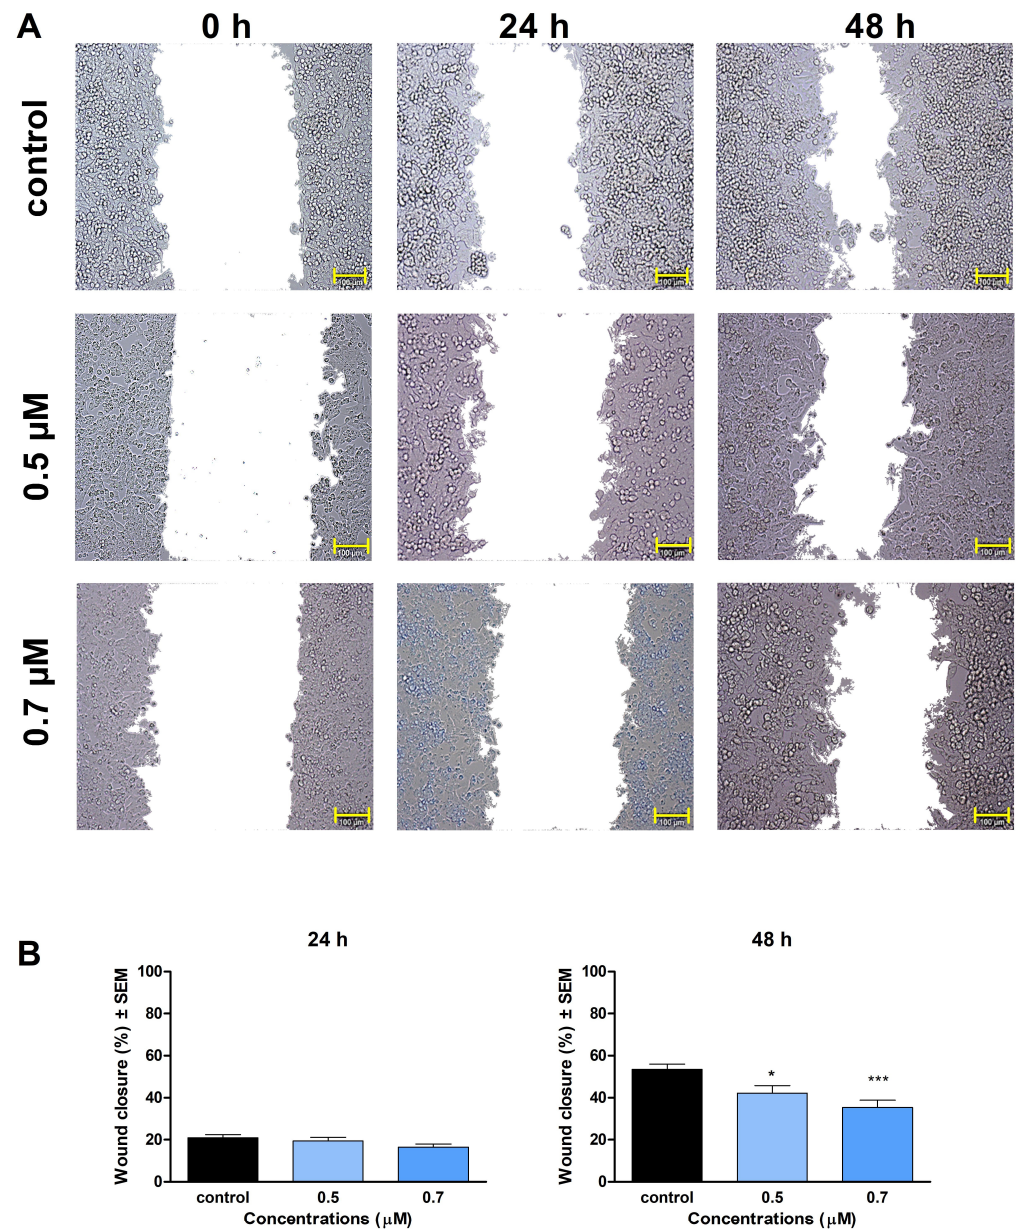 A
0 h
24 h
48 h
control
100 µm
100 µm
100 µm
0.5 µM
100 µm
100 µm
100 µm
0.7 µM
100 µm
100 µm
100 µm
B
24 h
48 h
Wound closure (%) ± SEM
100
80
60
40
20
0
control
0.5
0.7
Concentrations (µM)
Wound closure (%) ± SEM
100
80
60
40
20
0
*
***
control
0.5
0.7
Concentrations (µM)